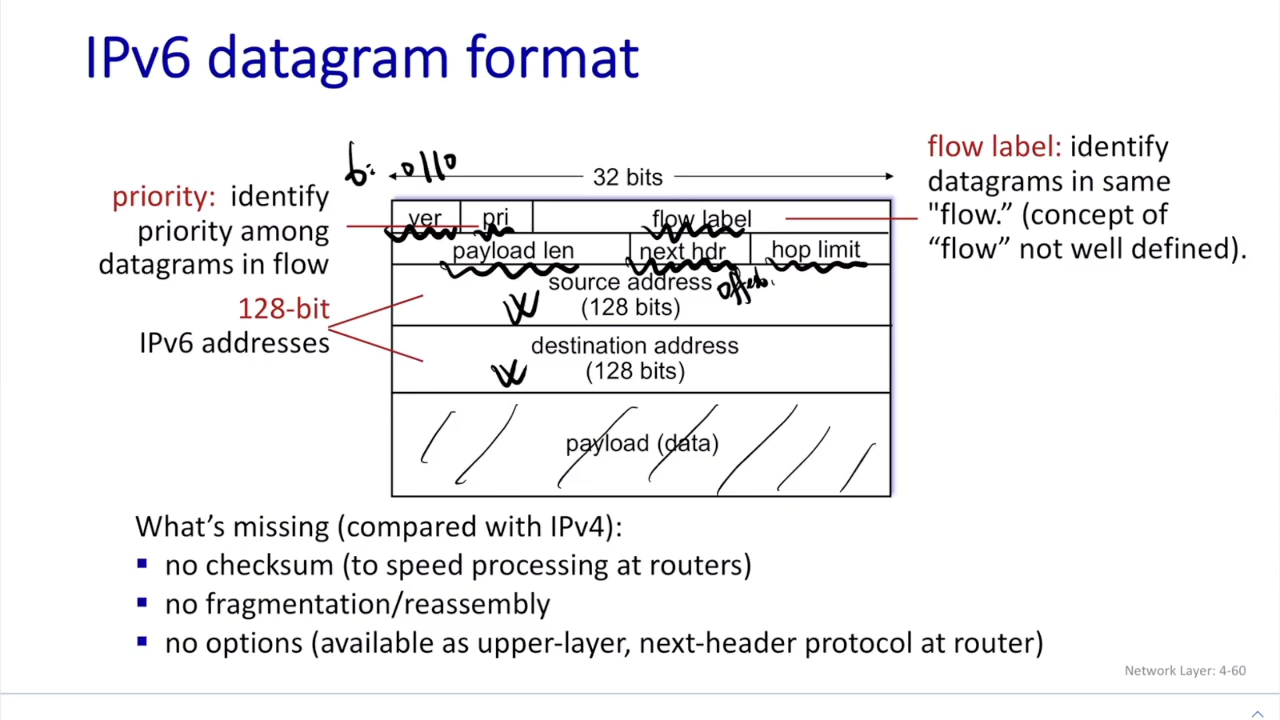 IPv6 datagram format
6: 0110
32 bits
flow label: identify
datagrams in same
"flow.” (concept of
“flow” not well defined).
priority: identify
priority among
datagrams in flow
128-bit
IPv6 addresses
ver pri flow label
payload len next hdr hop limit
source address
(128 bits)
destination address
(128 bits)
payload (data)
What’s missing (compared with IPv4):
▪ no checksum (to speed processing at routers)
▪ no fragmentation/reassembly
▪ no options (available as upper-layer, next-header protocol at router)
Network Layer: 4-60